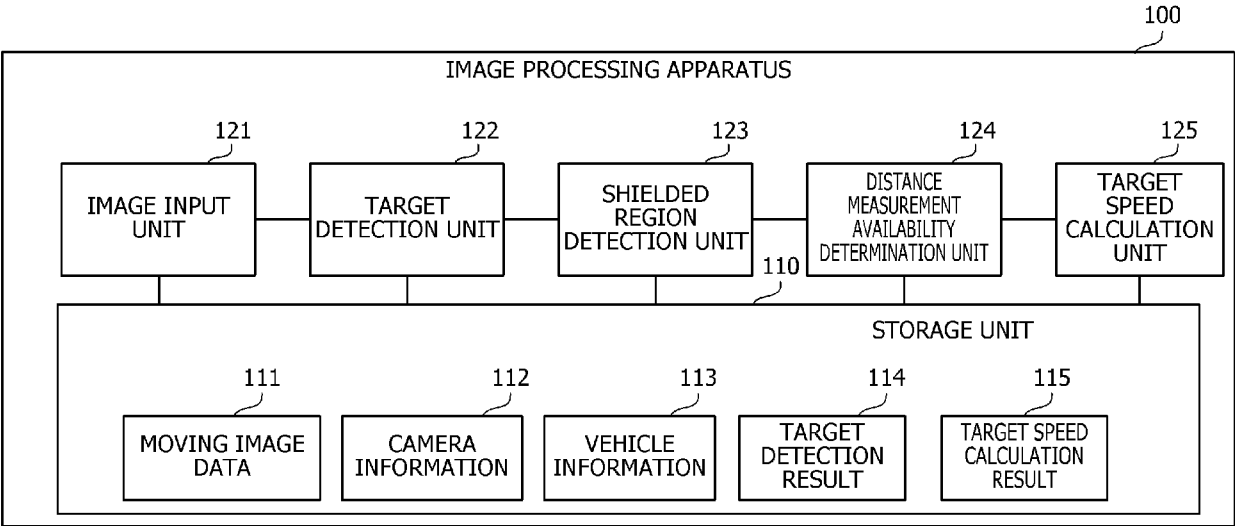 100
IMAGE PROCESSING APPARATUS
121
122
123
124
125
IMAGE INPUT
UNIT
TARGET
DETECTION UNIT
SHIELDED
REGION
DETECTION UNIT
DISTANCE
MEASUREMENT
AVAILABILITY
DETERMINATION UNIT
TARGET
SPEED
CALCULATION
UNIT
110
STORAGE UNIT
111
112
113
114
115
MOVING IMAGE
DATA
CAMERA
INFORMATION
VEHICLE
INFORMATION
TARGET
DETECTION
RESULT
TARGET SPEED
CALCULATION
RESULT